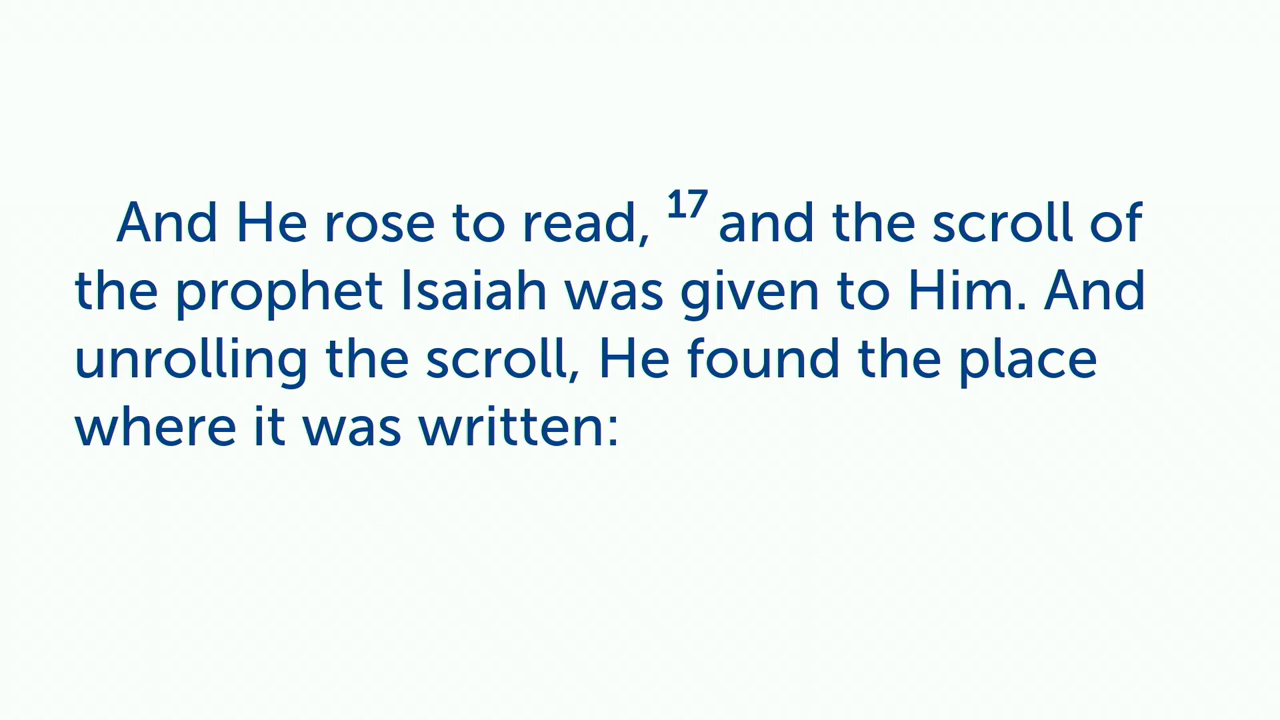 And He rose to read, 17 and the scroll of
the prophet Isaiah was given to Him. And
unrolling the scroll, He found the place
where it was written: